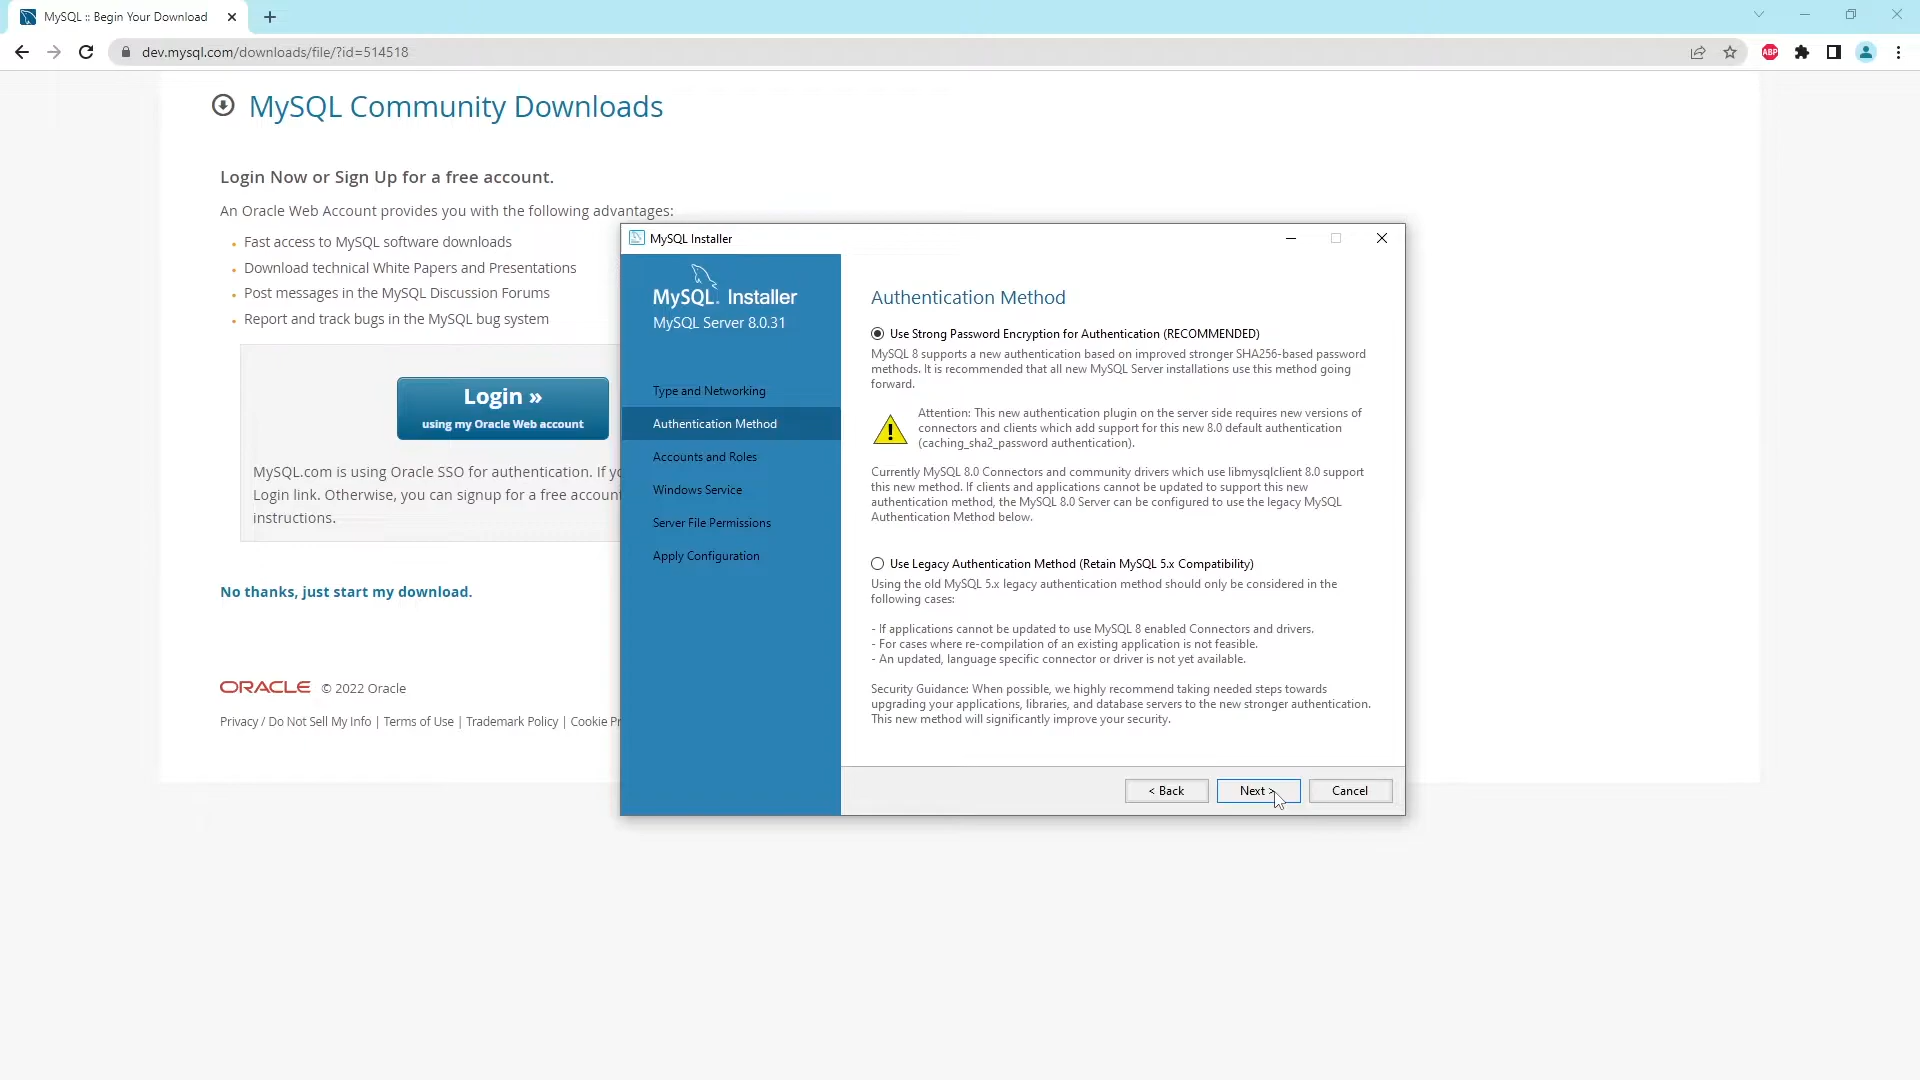 MySQL :: Begin Your Download
dev.mysql.com/downloads/file/?id=514518
ABP
MySQL Community Downloads
Login Now or Sign Up for a free account.
An Oracle Web Account provides you with the following advantages:
Fast access to MySQL software downloads
Download technical White Papers and Presentations
Post messages in the MySQL Discussion Forums
Report and track bugs in the MySQL bug system
Login »
using my Oracle Web account
MySQL.com is using Oracle SSO for authentication. If
Login link. Otherwise, you can signup for a free account
instructions.
No thanks, just start my download.
ORACLE © 2022 Oracle
Privacy / Do Not Sell My Info | Terms of Use | Trademark Policy | Cookie
MySQL Installer
MySQL. Installer
MySQL Server 8.0.31
Type and Networking
Authentication Method
Accounts and Roles
Windows Service
Server File Permissions
Apply Configuration
Authentication Method
Use Strong Password Encryption for Authentication (RECOMMENDED)
MySQL 8 supports a new authentication based on improved stronger SHA256-based password
methods. It is recommended that all new MySQL Server installations use this method going
forward.
Attention: This new authentication plugin on the server side requires new versions of
connectors and clients which add support for this new 8.0 default authentication
(caching_sha2_password authentication).
Currently MySQL 8.0 Connectors and community drivers which use libmysqlclient 8.0 support
this new method. If clients and applications cannot be updated to support this new
authentication method, the MySQL 8.0 Server can be configured to use the legacy MySQL
Authentication Method below.
Use Legacy Authentication Method (Retain MySQL 5.x Compatibility)
Using the old MySQL 5.x legacy authentication method should only be considered in the
following cases:
- If applications cannot be updated to use MySQL 8 enabled Connectors and drivers.
- For cases where re-compilation of an existing application is not feasible.
- An updated, language specific connector or driver is not yet available.
Security Guidance: When possible, we highly recommend taking needed steps towards
upgrading your applications, libraries, and database servers to the new stronger authentication.
This new method will significantly improve your security.
< Back
Next >
Cancel